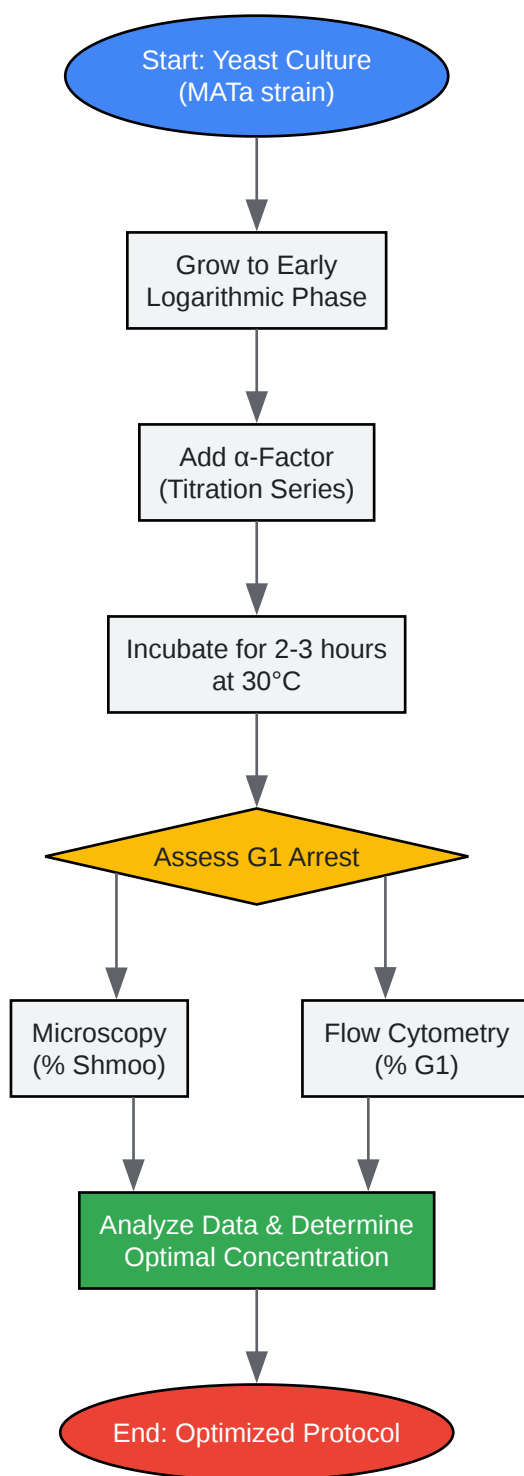 Start: Yeast Culture
(MATa strain)
Grow to Early
Logarithmic Phase
Add α-Factor
(Titration Series)
Incubate for 2-3 hours
at 30°C
Assess G1 Arrest
Microscopy
(% Shmoo)
Flow Cytometry
(% G1)
Analyze Data & Determine
Optimal Concentration
End: Optimized Protocol